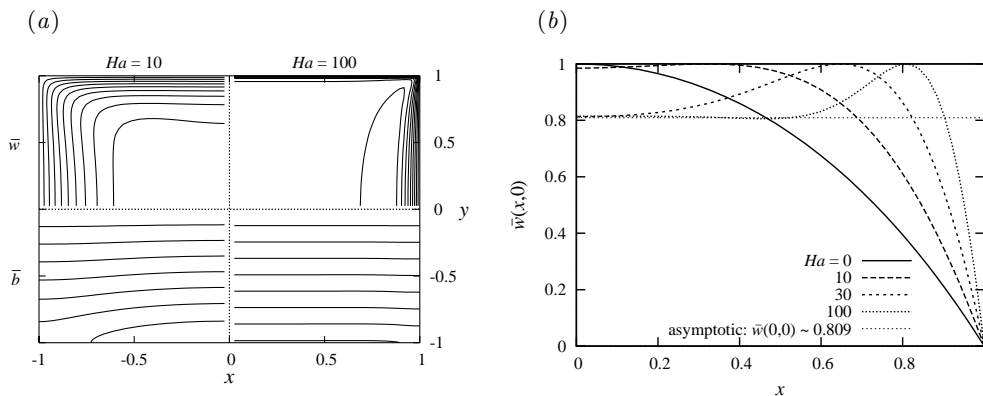 (a)
Ha = 10 Ha = 100
1
w̄ 0.5
0 y
b̄ -0.5
-1
-1 -0.5 0 0.5 1
x
(b)
1
0.8
0.6
0.4
0.2
0
w̄(x,0)
Ha = 0
10
30
100
asymptotic: w̄(0,0) ~ 0.809
0 0.2 0.4 0.6 0.8
x